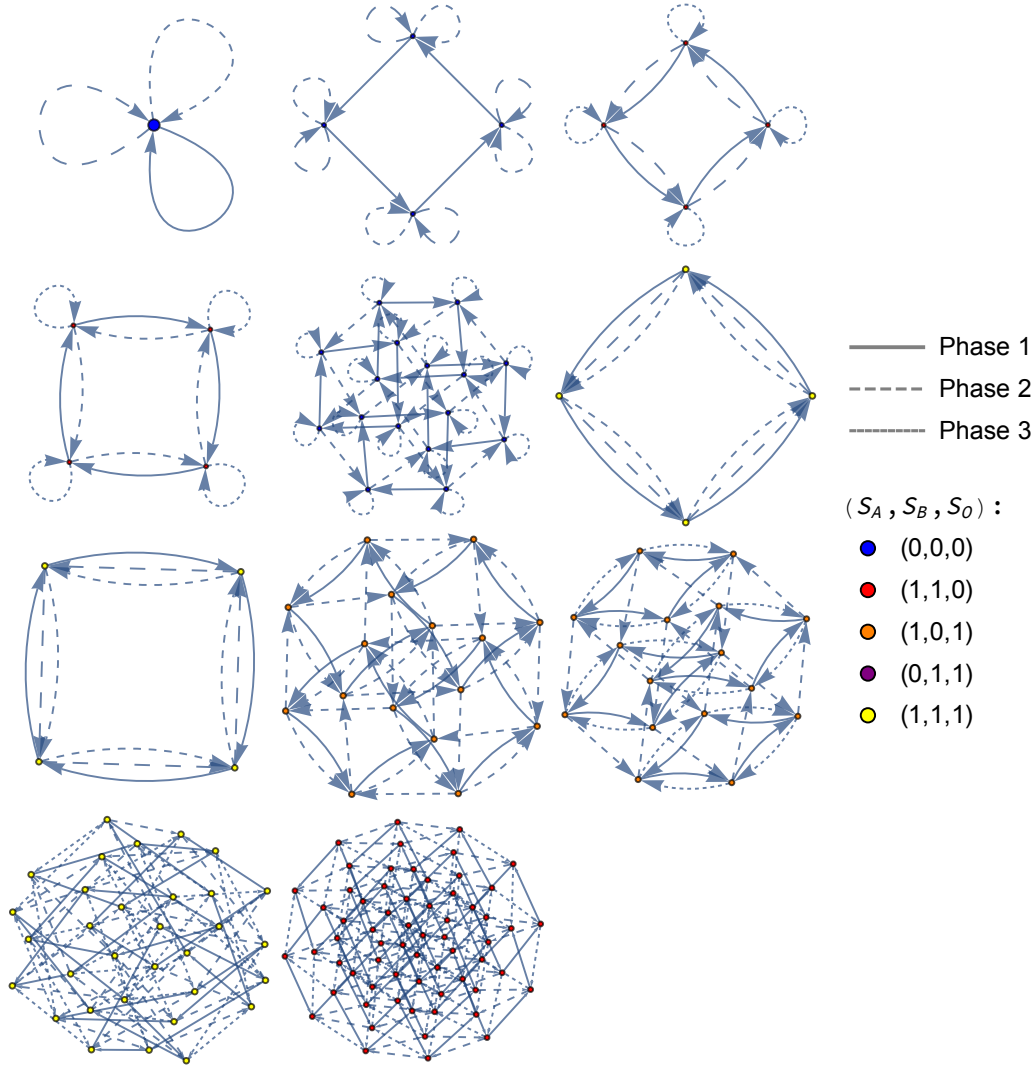 Phase 1
Phase 2
Phase 3
(S_A, S_B, S_O) :
(0,0,0)
(1,1,0)
(1,0,1)
(0,1,1)
(1,1,1)